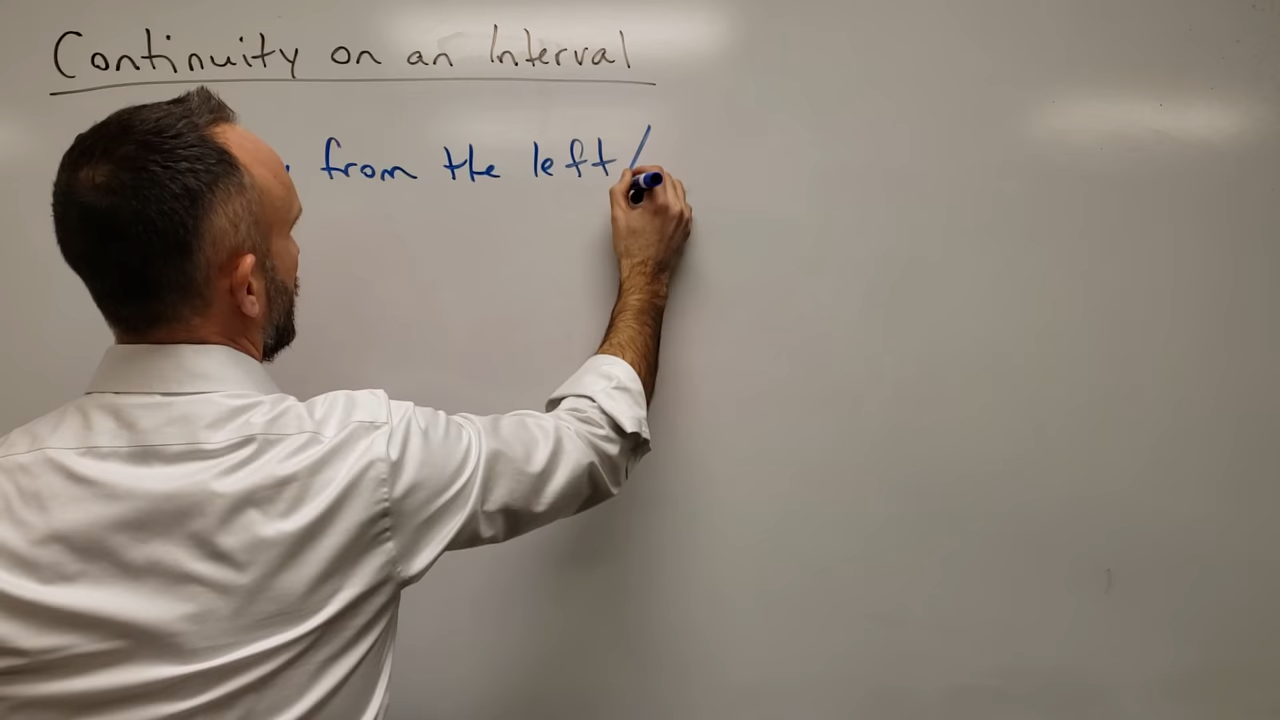 Continuity on an Interval
from the left/